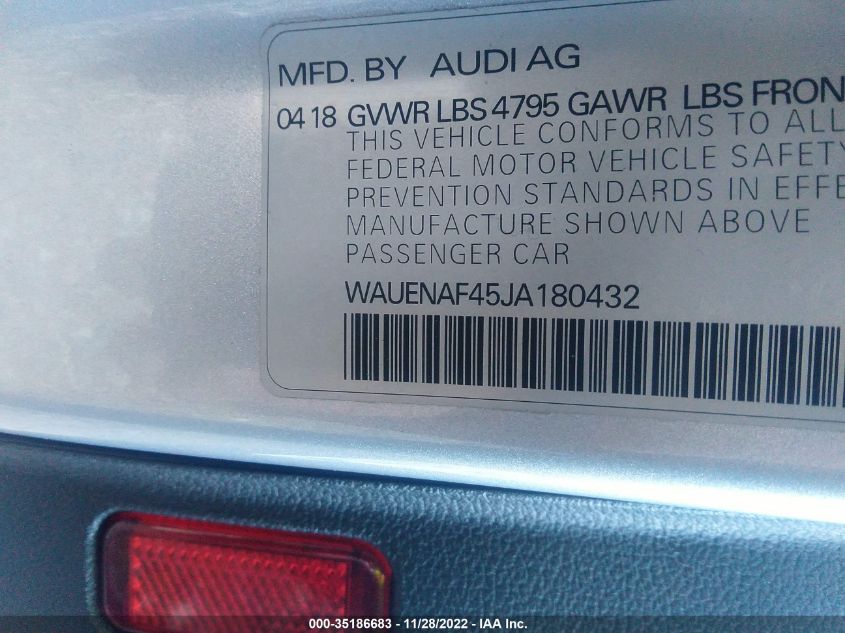 MFD. BY AUDI AG
04 18 GVWR LBS 4795 GAWR LBS FRON
THIS VEHICLE CONFORMS TO ALL
FEDERAL MOTOR VEHICLE SAFETY
PREVENTION STANDARDS IN EFFE
MANUFACTURE SHOWN ABOVE
PASSENGER CAR
WAUENAF45JA180432
000-35186683 - 11/28/2022 - IAA Inc.